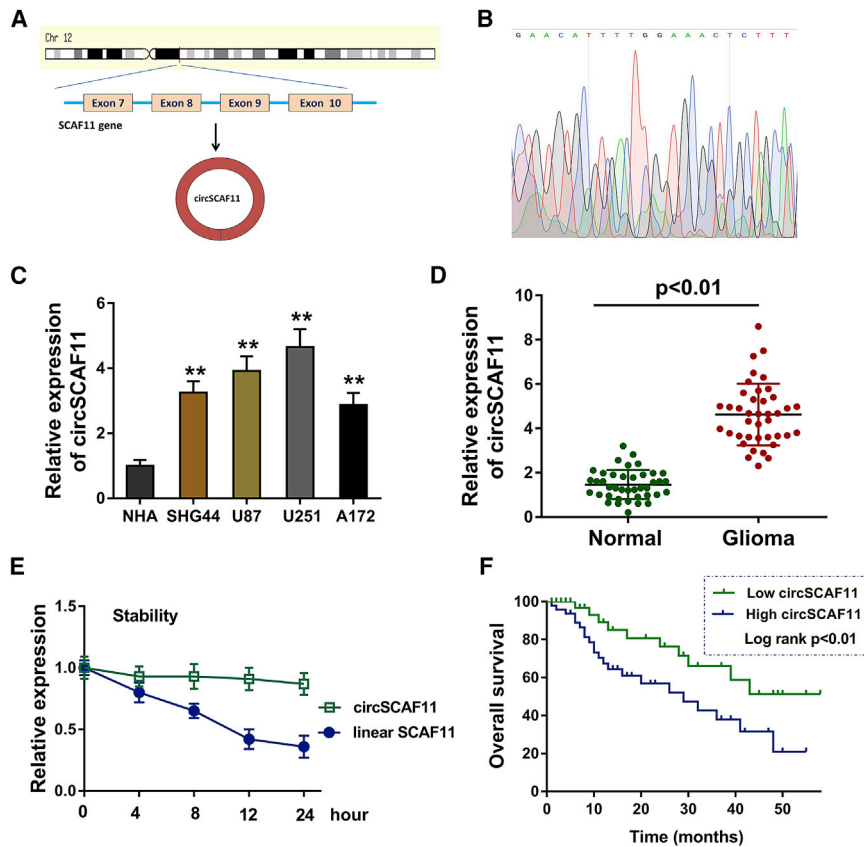 A
Chr 12
Exon 7 Exon 8 Exon 9 Exon 10
SCAF11 gene
circSCAF11
B
G A A C A T T T T G G A A A C T C T T T
C
Relative expression
of circSCAF11
6
4
2
0
** ** ** **
NHA SHG44 U87 U251 A172
D
p<0.01
Relative expression
of circSCAF11
10
8
6
4
2
0
Normal Glioma
E
Stability
Relative expression
1.5
1.0
0.5
0.0
0 4 8 12 24 hour
circSCAF11
linear SCAF11
F
Low circSCAF11
High circSCAF11
Log rank p<0.01
Overall survival
100
80
60
40
20
0
0 10 20 30 40 50
Time (months)